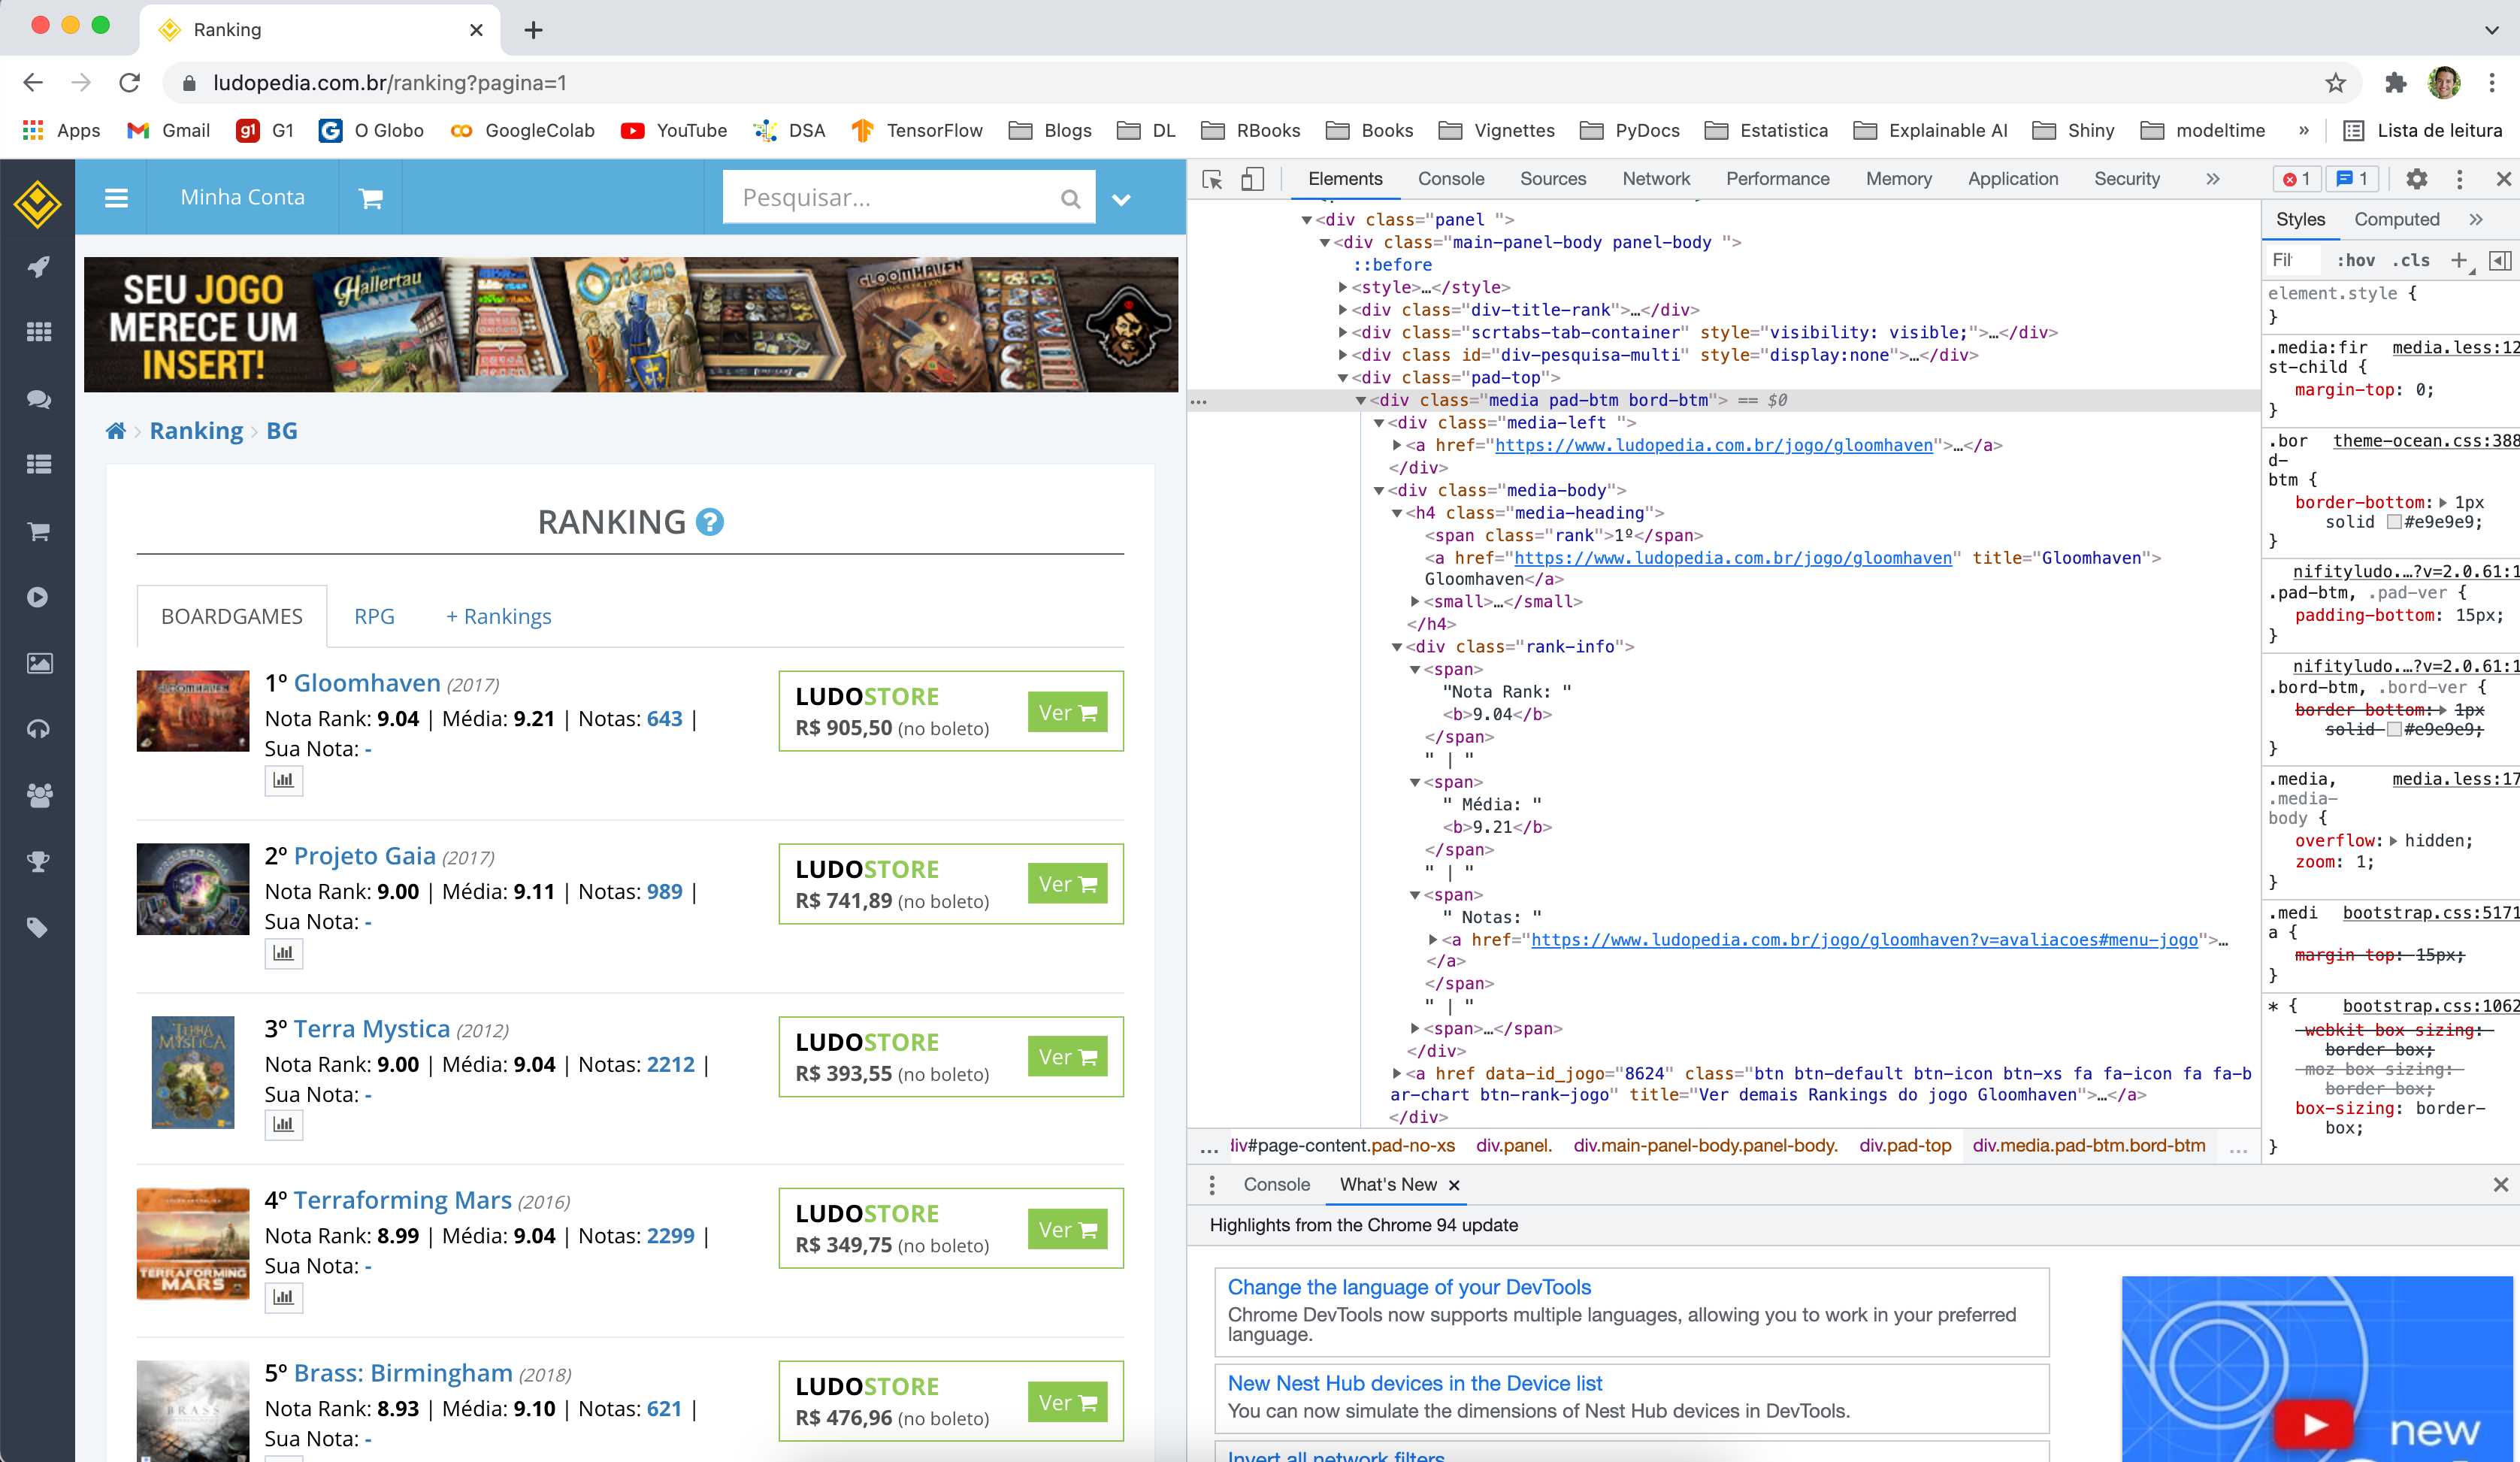 Ranking
ludopedia.com.br/ranking?pagina=1
Apps Gmail G1 O Globo GoogleColab YouTube DSA TensorFlow Blogs DL RBooks Books Vignettes PyDocs Estatistica Explainable AI Shiny modeltime » Lista de leitura
Minha Conta
Pesquisar...
SEU JOGO
MERECE UM
INSERT!
Hallertau
Orléans
GLOOMHAVEN
Ranking > BG
RANKING ?
BOARDGAMES RPG + Rankings
1º Gloomhaven (2017)
Nota Rank: 9.04 | Média: 9.21 | Notas: 643 |
Sua Nota: -
LUDOSTORE
R$ 905,50 (no boleto)
Ver
2º Projeto Gaia (2017)
Nota Rank: 9.00 | Média: 9.11 | Notas: 989 |
Sua Nota: -
LUDOSTORE
R$ 741,89 (no boleto)
Ver
TERRA
MYSTICA
3º Terra Mystica (2012)
Nota Rank: 9.00 | Média: 9.04 | Notas: 2212 |
Sua Nota: -
LUDOSTORE
R$ 393,55 (no boleto)
Ver
TERRAFORMING
MARS
4º Terraforming Mars (2016)
Nota Rank: 8.99 | Média: 9.04 | Notas: 2299 |
Sua Nota: -
LUDOSTORE
R$ 349,75 (no boleto)
Ver
BRASS
5º Brass: Birmingham (2018)
Nota Rank: 8.93 | Média: 9.10 | Notas: 621 |
Sua Nota: -
LUDOSTORE
R$ 476,96 (no boleto)
Ver
Elements Console Sources Network Performance Memory Application Security » 1 1
<div class="panel ">
<div class="main-panel-body panel-body ">
::before
<style>…</style>
<div class="div-title-rank">…</div>
<div class="scrtabs-tab-container" style="visibility: visible;">…</div>
<div class id="div-pesquisa-multi" style="display:none">…</div>
<div class="pad-top">
<div class="media pad-btm bord-btm"> == $0
<div class="media-left ">
<a href="https://www.ludopedia.com.br/jogo/gloomhaven">…</a>
</div>
<div class="media-body">
<h4 class="media-heading">
<span class="rank">1º</span>
<a href="https://www.ludopedia.com.br/jogo/gloomhaven" title="Gloomhaven">
Gloomhaven</a>
<small>…</small>
</h4>
<div class="rank-info">
<span>
"Nota Rank: "
<b>9.04</b>
</span>
" | "
<span>
" Média: "
<b>9.21</b>
</span>
" | "
<span>
" Notas: "
<a href="https://www.ludopedia.com.br/jogo/gloomhaven?v=avaliacoes#menu-jogo">…
</a>
</span>
" | "
<span>…</span>
</div>
<a href data-id_jogo="8624" class="btn btn-default btn-icon btn-xs fa fa-icon fa fa-b
ar-chart btn-rank-jogo" title="Ver demais Rankings do jogo Gloomhaven">…</a>
</div>
... div#page-content.pad-no-xs div.panel. div.main-panel-body.panel-body. div.pad-top div.media.pad-btm.bord-btm ...
Styles Computed »
Fil :hov .cls +
element.style {
}
.media:fir media.less:12
st-child {
margin-top: 0;
}
.bor theme-ocean.css:388
d-
btm {
border-bottom: 1px
solid #e9e9e9;
}
nifityludo.…?v=2.0.61:1
.pad-btm, .pad-ver {
padding-bottom: 15px;
}
nifityludo.…?v=2.0.61:1
.bord-btm, .bord-ver {
border-bottom: 1px
solid #e9e9e9;
}
.media, media.less:17
.media-
body {
overflow: hidden;
zoom: 1;
}
.medi bootstrap.css:5171
a {
margin-top: 15px;
}
* { bootstrap.css:1062
-webkit-box-sizing:
border-box;
-moz-box-sizing:
border-box;
box-sizing: border-
box;
}
Console What's New
Highlights from the Chrome 94 update
Change the language of your DevTools
Chrome DevTools now supports multiple languages, allowing you to work in your preferred
language.
New Nest Hub devices in the Device list
You can now simulate the dimensions of Nest Hub devices in DevTools.
Invert all network filters
new